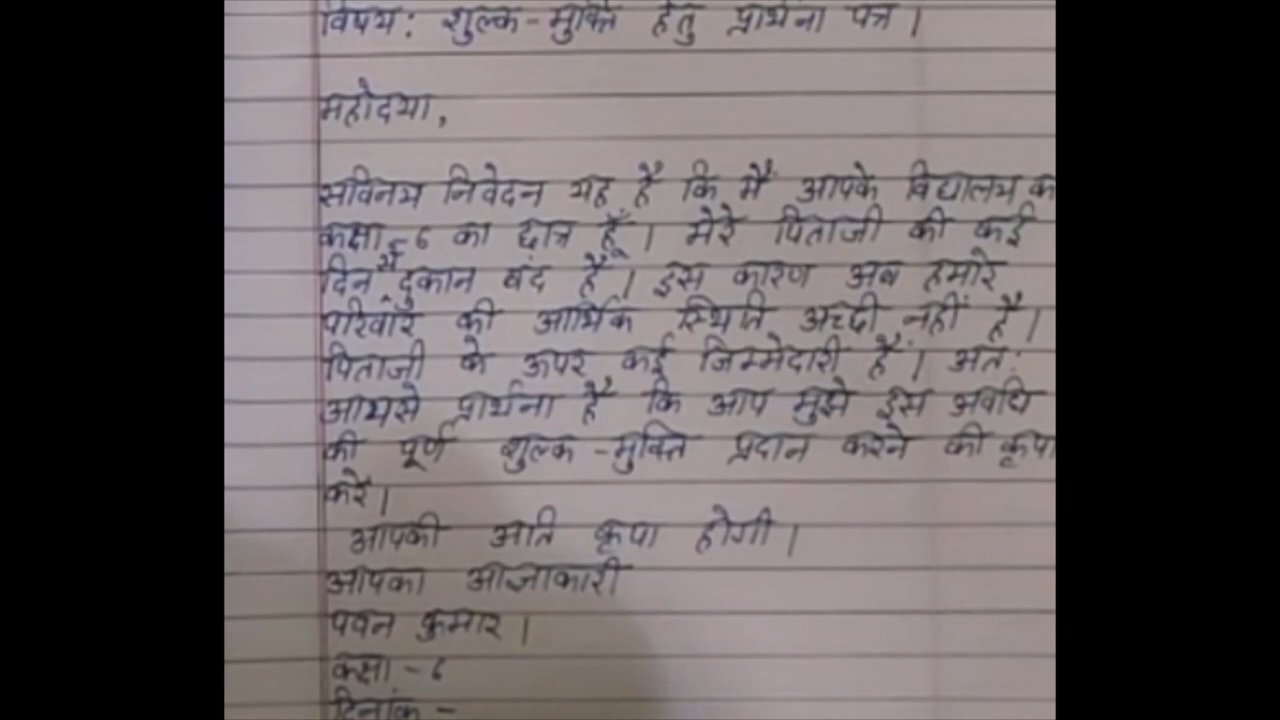 विषय: शुल्क-मुक्ति हेतु प्रार्थना पत्र।
महोदया,
सविनय निवेदन यह है कि मैं आपके विद्यालय क
कक्षा-6 का छात्र हूँ। मेरे पिताजी की कई
दिन से दुकान बंद है। इस कारण अब हमारे
परिवार की आर्थिक स्थिति अच्छी नहीं है।
पिताजी के ऊपर कई जिम्मेदारी हैं। अत:
आपसे प्रार्थना है कि आप मुझे इस अवधि
की पूर्ण शुल्क-मुक्ति प्रदान करने की कृपा
करें।
आपकी अति कृपा होगी।
आपका आज्ञाकारी
पवन कुमार।
कक्षा-6
दिनांक-